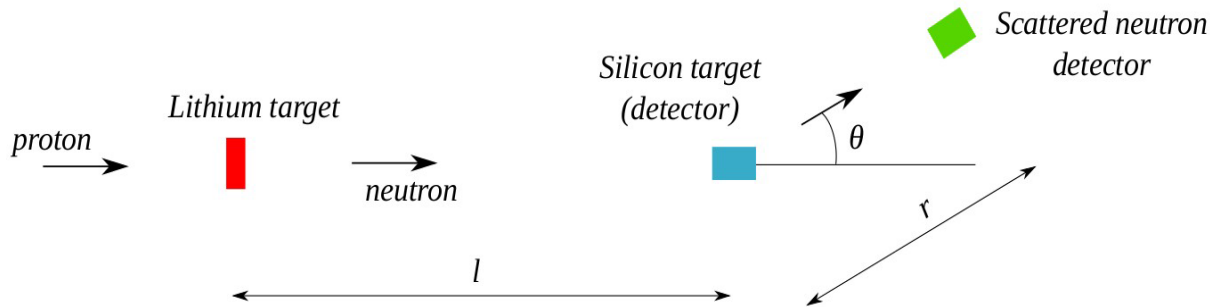 Scattered neutron
detector
Silicon target
(detector)
Lithium target
proton
θ
neutron
r
l